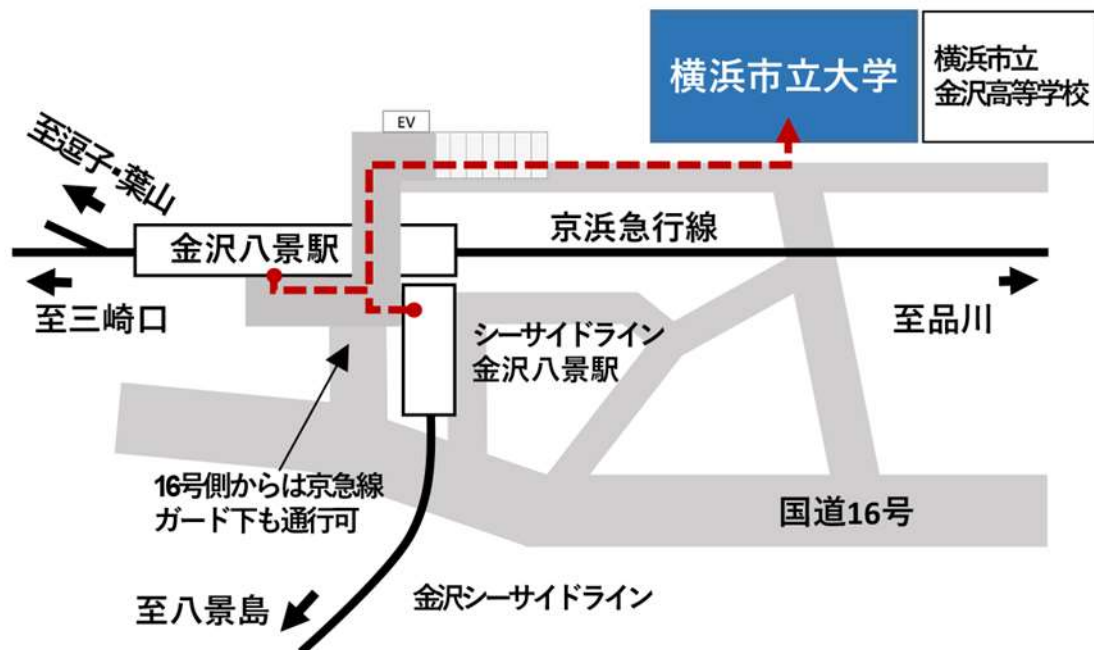 横浜市立大学
横浜市立
金沢高等学校
EV
至逗子・葉山
金沢八景駅
京浜急行線
至三崎口
至品川
シーサイドライン
金沢八景駅
16号側からは京急線
ガード下も通行可
国道16号
至八景島
金沢シーサイドライン